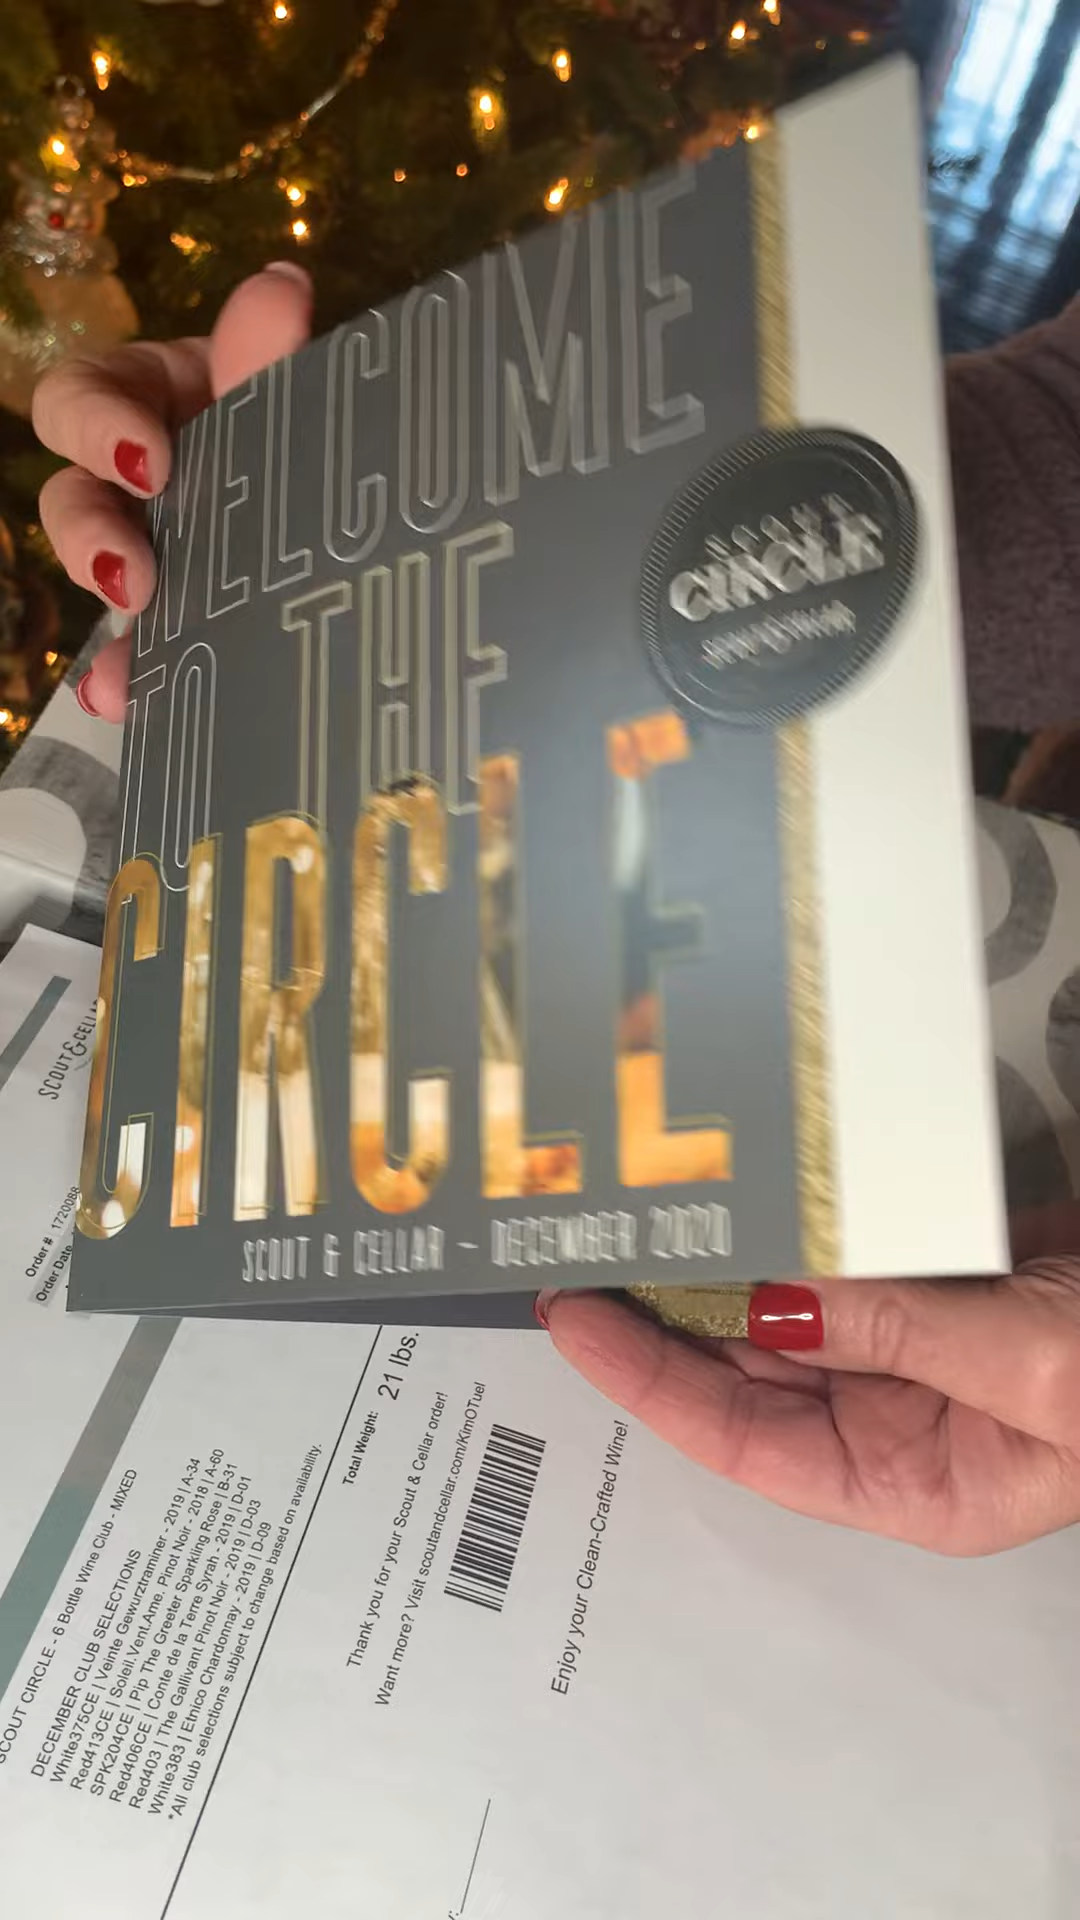 WELCOME
TO THE
CIRCLE
SCOUT & CELLAR - DECEMBER 2020
CIRCLE
SCOUT & CELLAR
Order # 1720088
Order Date
SCOUT CIRCLE - 6 Bottle Wine Club - MIXED
DECEMBER CLUB SELECTIONS
White375CE | Veinte Gewurztraminer - 2019 | A-34
Red413CE | Soleil.Vent.Ame. Pinot Noir - 2018 | A-60
SPK204CE | Pip The Greeter Sparkling Rose | B-31
Red406CE | Conte de la Terre Syrah - 2019 | D-01
Red403 | The Gallivant Pinot Noir - 2019 | D-03
White383 | Etnico Chardonnay - 2019 | D-09
*All club selections subject to change based on availability.
Total Weight: 21 lbs.
Thank you for your Scout & Cellar order!
Want more? Visit scoutandcellar.com/KimOTuel
Enjoy your Clean-Crafted Wine!